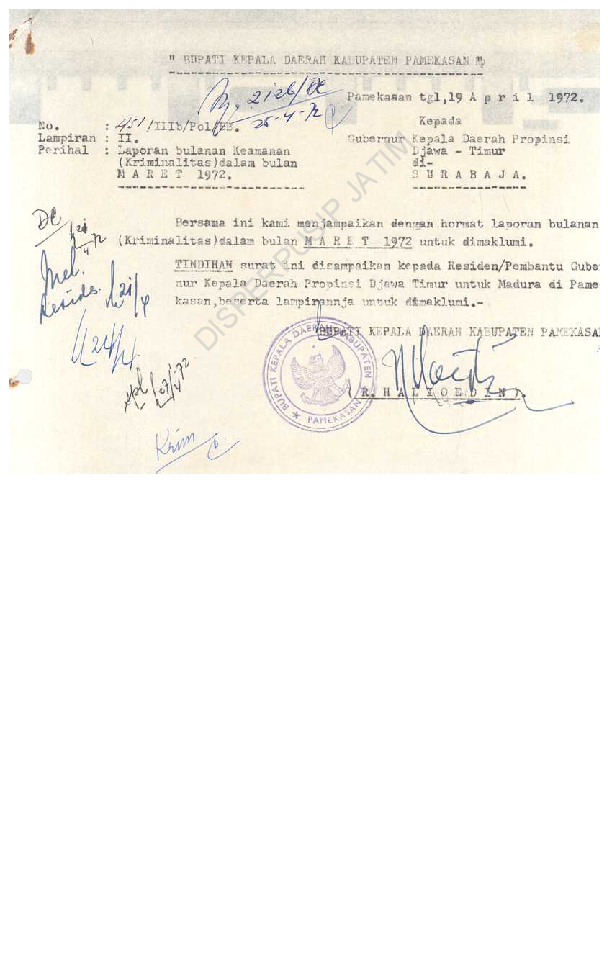 " BUPATI KEPALA DAERAH KABUPATEN PAMEKASAN "
Pamekasan tgl,19 A p r i l 1972.
Kepada
No. : 451/IIIb/Pol/
Lampiran : II.
Gubernur Kepala Daerah Propinsi
Perihal : Laporan bulanan Keamanan
Djawa - Timur
(Kriminalitas)dalam bulan
di-
M A R E T 1972.
S U R A B A J A.
Bersama ini kami menjampaikan dengan hormat laporan bulanan
(Kriminalitas)dalam bulan M A R E T 1972 untuk dimaklumi.
TINDIHAN surat ini disampaikan kepada Residen/Pembantu Guber
nur Kepala Daerah Propinsi Djawa Timur untuk Madura di Pame
kasan,beserta lampirannja untuk dimaklumi.-
BUPATI KEPALA DAERAH KABUPATEN PAMEKASA
BUPATI KEPALA DAERAH KABUPATEN
PAMEKASAN
Krim
DISPERPUSIP JATIM